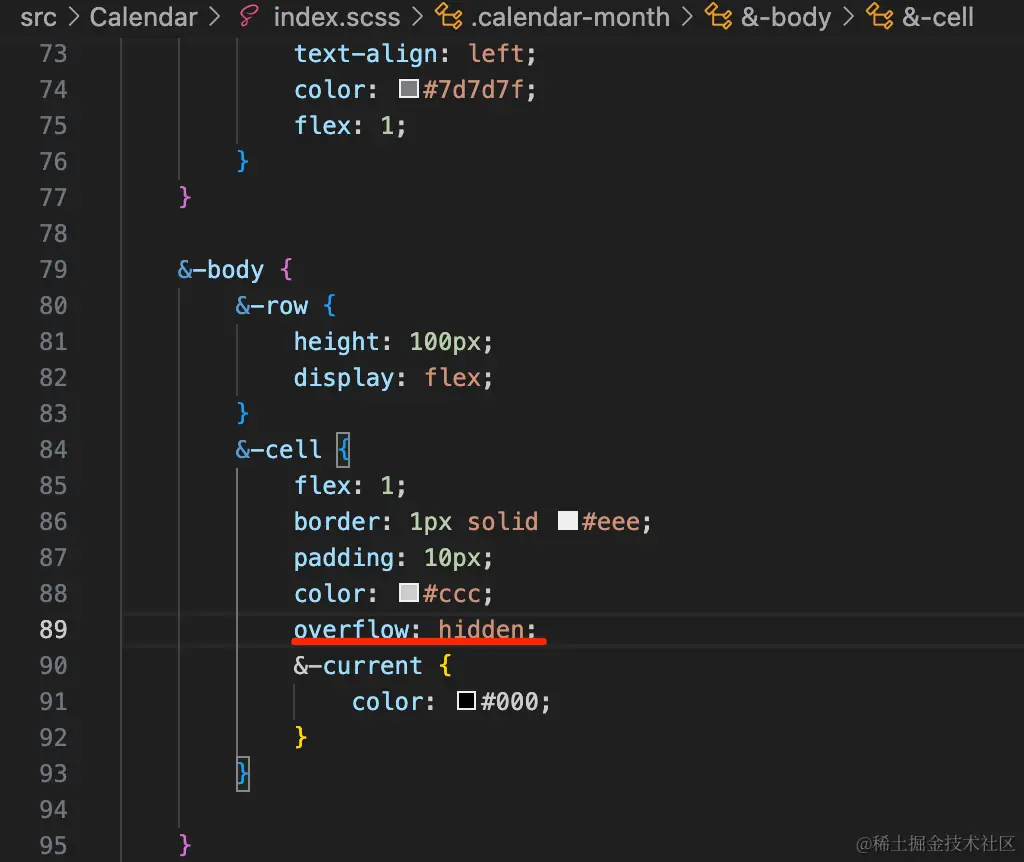 src > Calendar > index.scss > .calendar-month > &-body > &-cell
73 text-align: left;
74 color: #7d7d7f;
75 flex: 1;
76 }
77 }
78
79 &-body {
80 &-row {
81 height: 100px;
82 display: flex;
83 }
84 &-cell {
85 flex: 1;
86 border: 1px solid #eee;
87 padding: 10px;
88 color: #ccc;
89 overflow: hidden;
90 &-current {
91 color: #000;
92 }
93 }
94
95 }
@稀土掘金技术社区